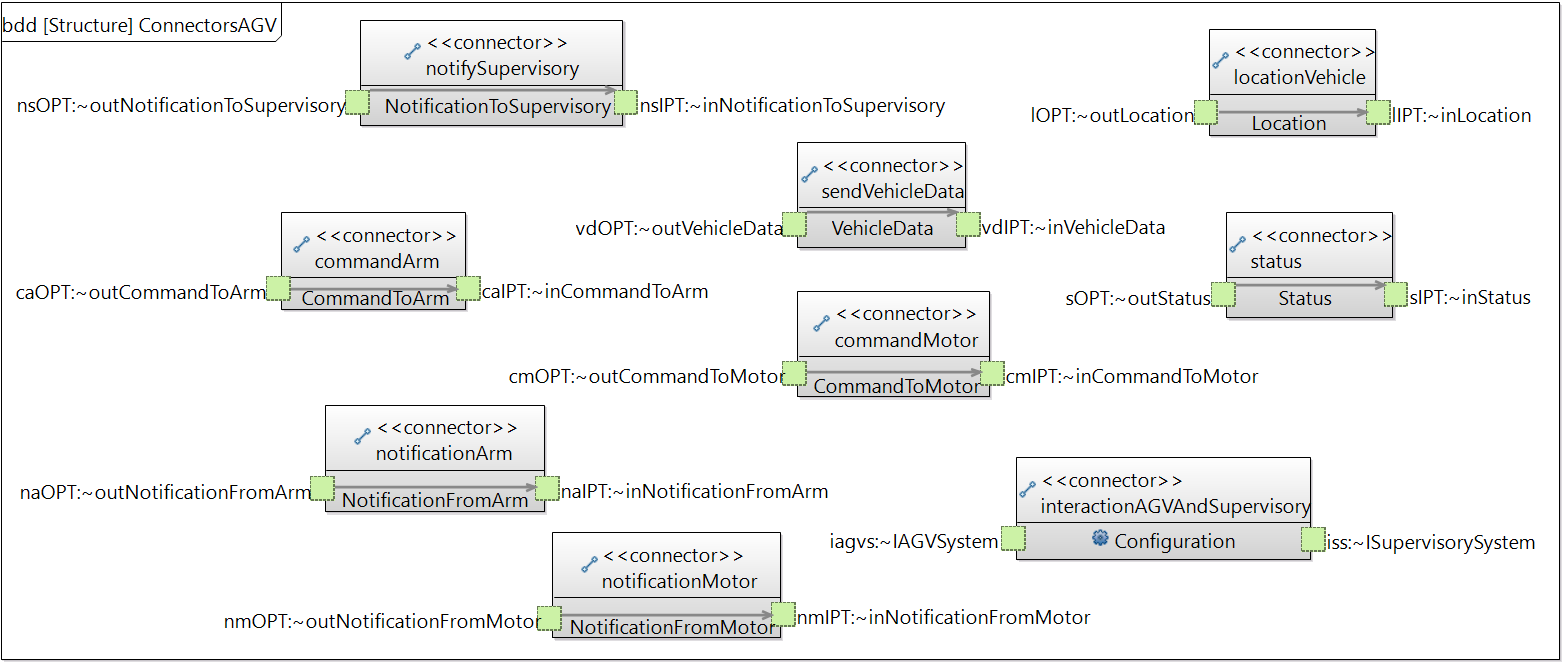 bdd [Structure] ConnectorsAGV
<<connector>>
notifySupervisory
nsOPT:~outNotificationToSupervisory
NotificationToSupervisory
nsIPT:~inNotificationToSupervisory
<<connector>>
locationVehicle
lOPT:~outLocation
Location
lIPT:~inLocation
<<connector>>
sendVehicleData
vdOPT:~outVehicleData
VehicleData
vdIPT:~inVehicleData
<<connector>>
commandArm
caOPT:~outCommandToArm
CommandToArm
caIPT:~inCommandToArm
<<connector>>
status
sOPT:~outStatus
Status
sIPT:~inStatus
<<connector>>
commandMotor
cmOPT:~outCommandToMotor
CommandToMotor
cmIPT:~inCommandToMotor
<<connector>>
notificationArm
naOPT:~outNotificationFromArm
NotificationFromArm
naIPT:~inNotificationFromArm
<<connector>>
interactionAGVAndSupervisory
iagvs:~IAGVSystem
Configuration
iss:~ISupervisorySystem
<<connector>>
notificationMotor
nmOPT:~outNotificationFromMotor
NotificationFromMotor
nmIPT:~inNotificationFromMotor